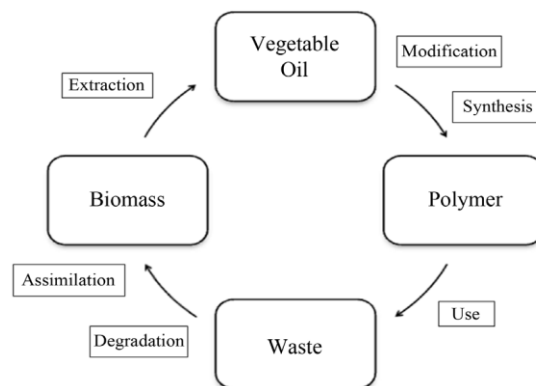 Vegetable
Oil
Modification
Extraction
Synthesis
Biomass
Polymer
Assimilation
Use
Degradation
Waste